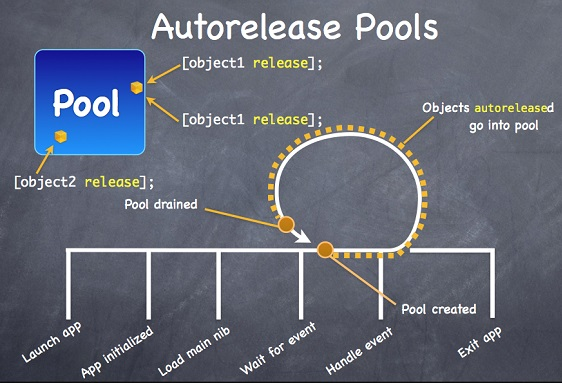 Autorelease Pools
[object1 release];
Pool
[object1 release];
Objects autoreleased
go into pool
[object2 release];
Pool drained
Pool created
Launch app
App initialized
Load main nib
Wait for event
Handle event
Exit app